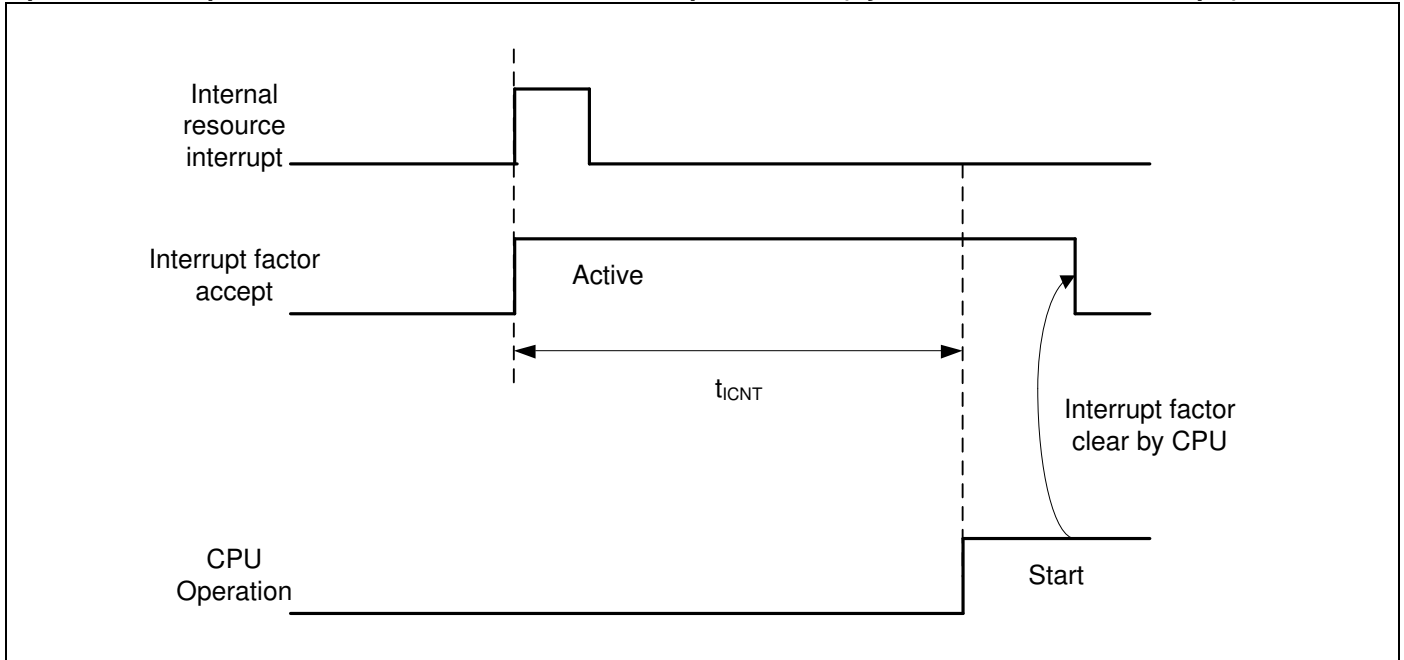 Internal
resource
interrupt
Interrupt factor
accept
Active
tICNT
Interrupt factor
clear by CPU
CPU
Operation
Start